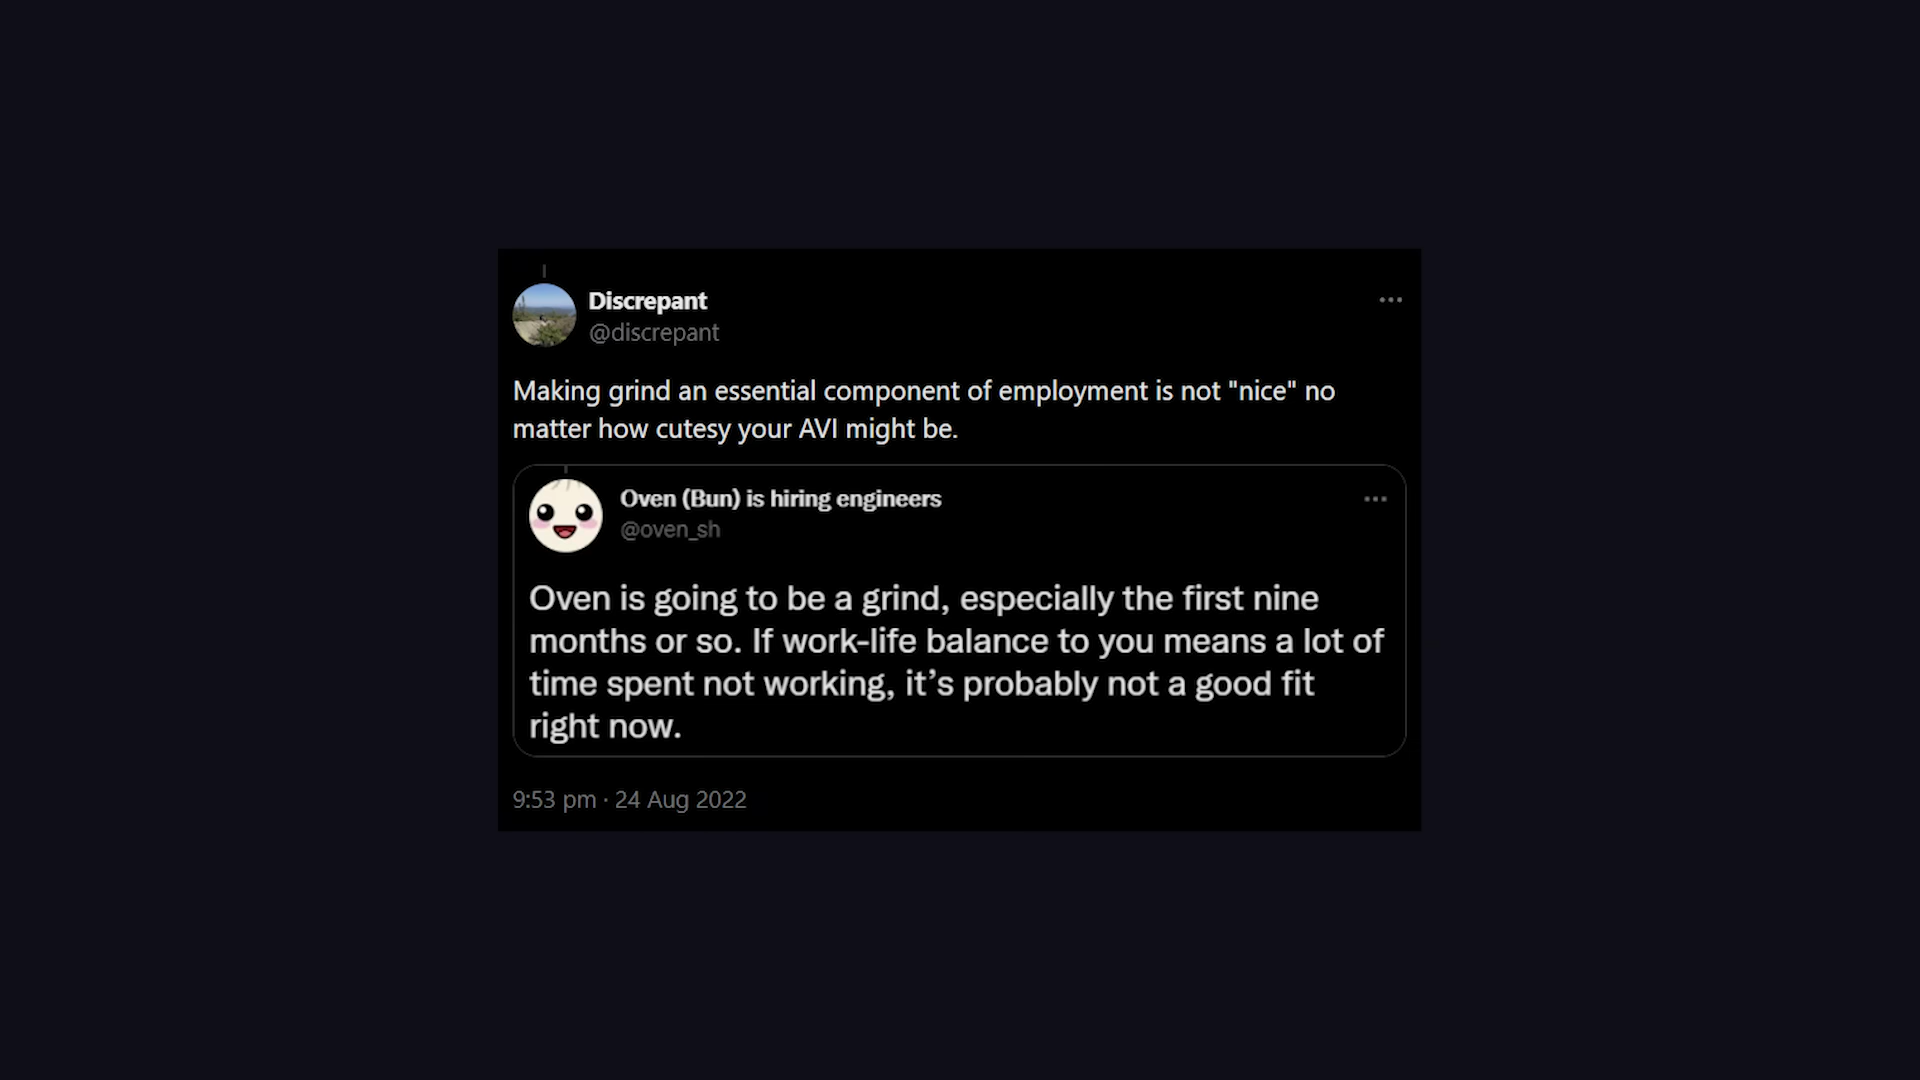 Discrepant
@discrepant
Making grind an essential component of employment is not "nice" no
matter how cutesy your AVI might be.
Oven (Bun) is hiring engineers
@oven_sh
Oven is going to be a grind, especially the first nine
months or so. If work-life balance to you means a lot of
time spent not working, it’s probably not a good fit
right now.
9:53 pm · 24 Aug 2022